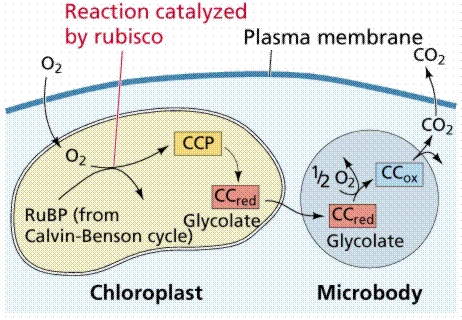 Reaction catalyzed
by rubisco
Plasma membrane
O2
CO2
CO2
O2
CCP
1/2 O2
CCox
CCred
Glycolate
CCred
Glycolate
RuBP (from
Calvin-Benson cycle)
Chloroplast
Microbody